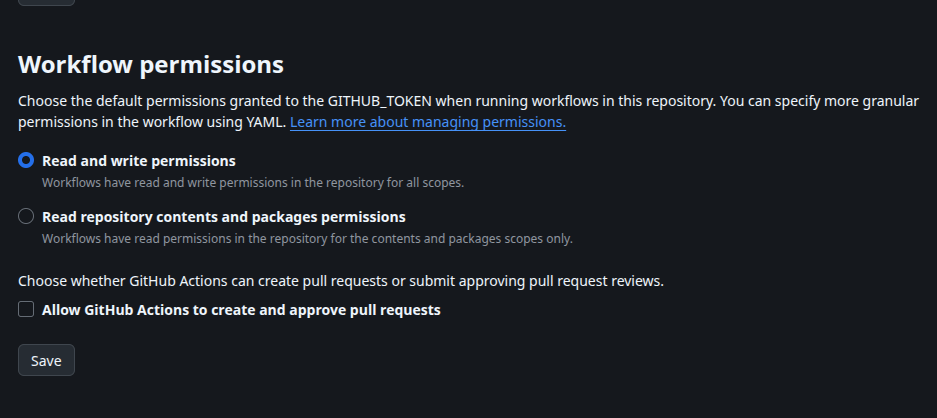 Workflow permissions
Choose the default permissions granted to the GITHUB_TOKEN when running workflows in this repository. You can specify more granular
permissions in the workflow using YAML. Learn more about managing permissions.
Read and write permissions
Workflows have read and write permissions in the repository for all scopes.
Read repository contents and packages permissions
Workflows have read permissions in the repository for the contents and packages scopes only.
Choose whether GitHub Actions can create pull requests or submit approving pull request reviews.
Allow GitHub Actions to create and approve pull requests
Save